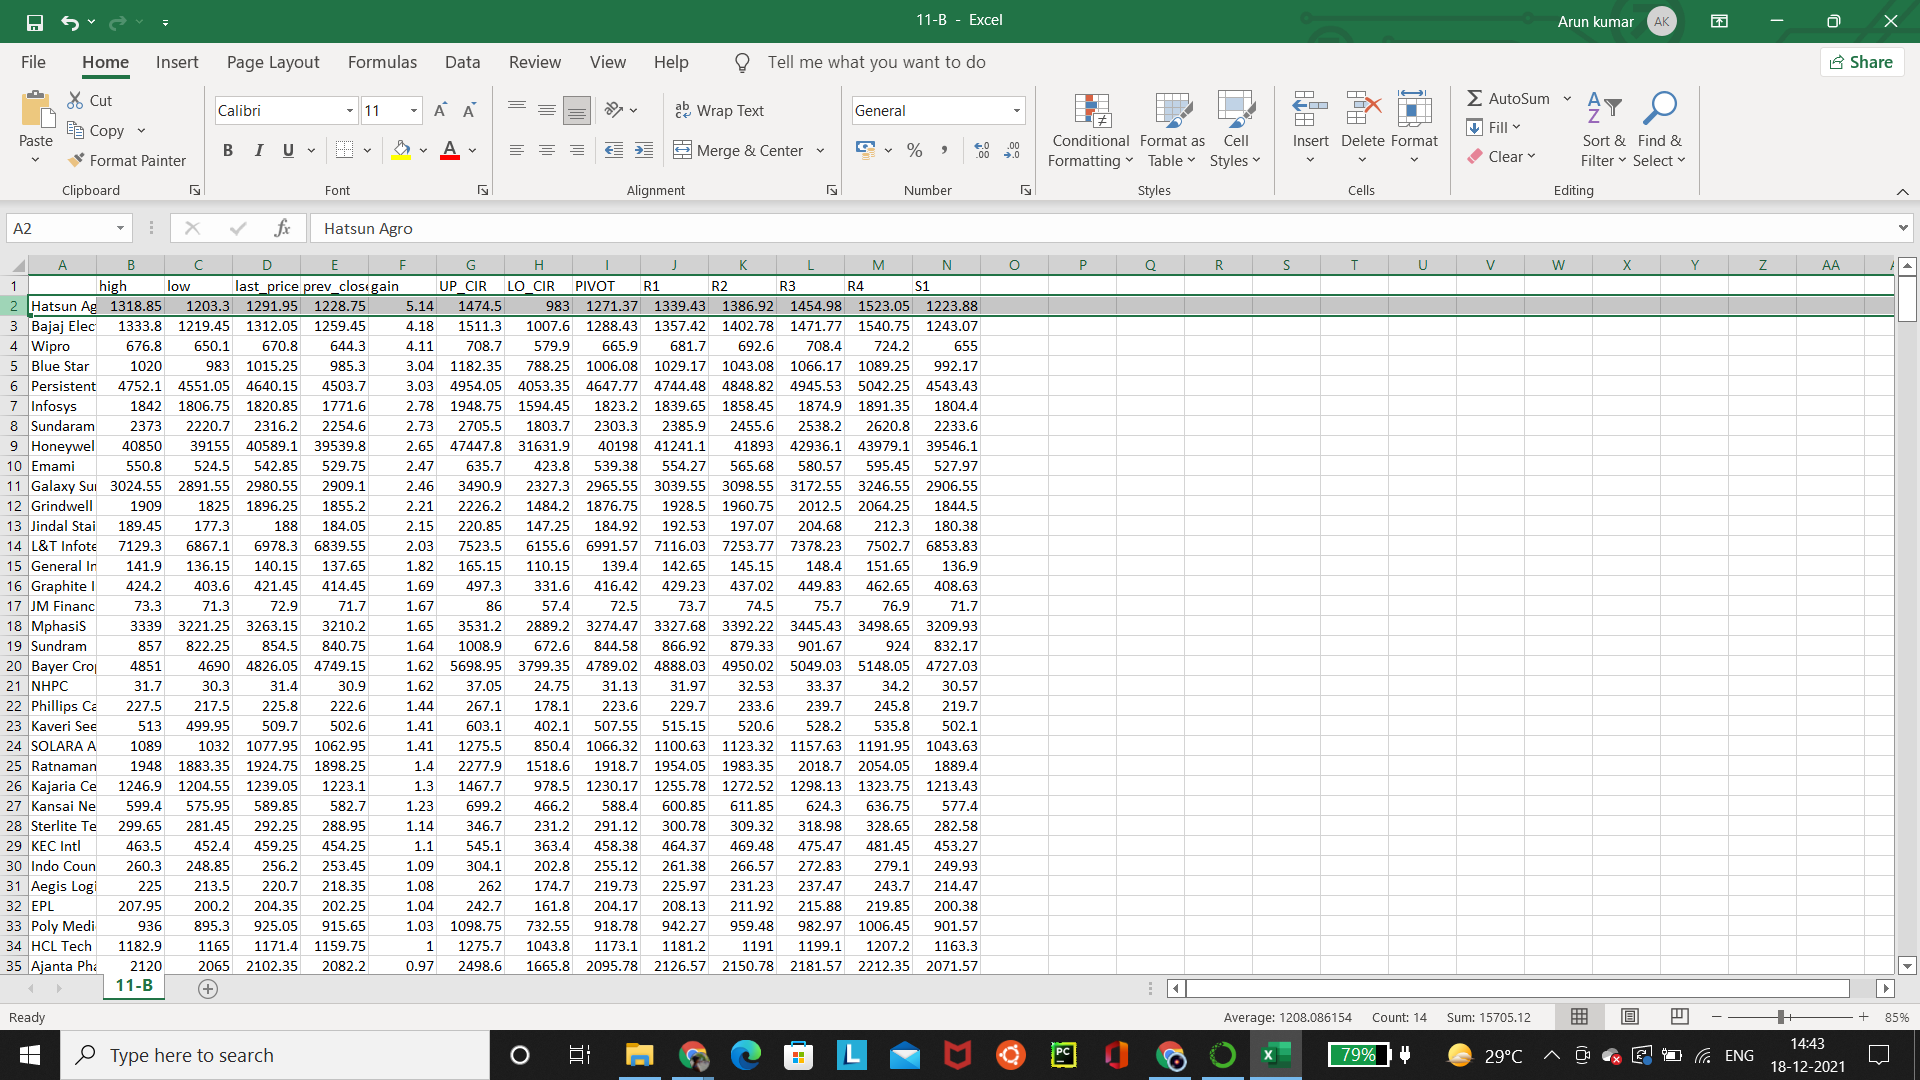 11-B - Excel
Arun kumar
AK
File Home Insert Page Layout Formulas Data Review View Help Tell me what you want to do
Share
Paste
Cut
Copy
Format Painter
Clipboard
Calibri 11
B I U
Font
Wrap Text
Merge & Center
Alignment
General
% ,
Number
Conditional Formatting
Format as Table
Cell Styles
Styles
Insert Delete Format
Cells
AutoSum
Fill
Clear
Sort & Filter
Find & Select
Editing
A2 fx Hatsun Agro
A B C D E F G H I J K L M N O P Q R S T U V W X Y Z AA
1 high low last_price prev_close gain UP_CIR LO_CIR PIVOT R1 R2 R3 R4 S1
2 Hatsun Ag 1318.85 1203.3 1291.95 1228.75 5.14 1474.5 983 1271.37 1339.43 1386.92 1454.98 1523.05 1223.88
3 Bajaj Elec 1333.8 1219.45 1312.05 1259.45 4.18 1511.3 1007.6 1288.43 1357.42 1402.78 1471.77 1540.75 1243.07
4 Wipro 676.8 650.1 670.8 644.3 4.11 708.7 579.9 665.9 681.7 692.6 708.4 724.2 655
5 Blue Star 1020 983 1015.25 985.3 3.04 1182.35 788.25 1006.08 1029.17 1043.08 1066.17 1089.25 992.17
6 Persistent 4752.1 4551.05 4640.15 4503.7 3.03 4954.05 4053.35 4647.77 4744.48 4848.82 4945.53 5042.25 4543.43
7 Infosys 1842 1806.75 1820.85 1771.6 2.78 1948.75 1594.45 1823.2 1839.65 1858.45 1874.9 1891.35 1804.4
8 Sundaram 2373 2220.7 2316.2 2254.6 2.73 2705.5 1803.7 2303.3 2385.9 2455.6 2538.2 2620.8 2233.6
9 Honeywel 40850 39155 40589.1 39539.8 2.65 47447.8 31631.9 40198 41241.1 41893 42936.1 43979.1 39546.1
10 Emami 550.8 524.5 542.85 529.75 2.47 635.7 423.8 539.38 554.27 565.68 580.57 595.45 527.97
11 Galaxy Su 3024.55 2891.55 2980.55 2909.1 2.46 3490.9 2327.3 2965.55 3039.55 3098.55 3172.55 3246.55 2906.55
12 Grindwell 1909 1825 1896.25 1855.2 2.21 2226.2 1484.2 1876.75 1928.5 1960.75 2012.5 2064.25 1844.5
13 Jindal Stai 189.45 177.3 188 184.05 2.15 220.85 147.25 184.92 192.53 197.07 204.68 212.3 180.38
14 L&T Infote 7129.3 6867.1 6978.3 6839.55 2.03 7523.5 6155.6 6991.57 7116.03 7253.77 7378.23 7502.7 6853.83
15 General In 141.9 136.15 140.15 137.65 1.82 165.15 110.15 139.4 142.65 145.15 148.4 151.65 136.9
16 Graphite I 424.2 403.6 421.45 414.45 1.69 497.3 331.6 416.42 429.23 437.02 449.83 462.65 408.63
17 JM Financ 73.3 71.3 72.9 71.7 1.67 86 57.4 72.5 73.7 74.5 75.7 76.9 71.7
18 MphasiS 3339 3221.25 3263.15 3210.2 1.65 3531.2 2889.2 3274.47 3327.68 3392.22 3445.43 3498.65 3209.93
19 Sundram 857 822.25 854.5 840.75 1.64 1008.9 672.6 844.58 866.92 879.33 901.67 924 832.17
20 Bayer Cro 4851 4690 4826.05 4749.15 1.62 5698.95 3799.35 4789.02 4888.03 4950.02 5049.03 5148.05 4727.03
21 NHPC 31.7 30.3 31.4 30.9 1.62 37.05 24.75 31.13 31.97 32.53 33.37 34.2 30.57
22 Phillips Ca 227.5 217.5 225.8 222.6 1.44 267.1 178.1 223.6 229.7 233.6 239.7 245.8 219.7
23 Kaveri See 513 499.95 509.7 502.6 1.41 603.1 402.1 507.55 515.15 520.6 528.2 535.8 502.1
24 SOLARA A 1089 1032 1077.95 1062.95 1.41 1275.5 850.4 1066.32 1100.63 1123.32 1157.63 1191.95 1043.63
25 Ratnaman 1948 1883.35 1924.75 1898.25 1.4 2277.9 1518.6 1918.7 1954.05 1983.35 2018.7 2054.05 1889.4
26 Kajaria Ce 1246.9 1204.55 1239.05 1223.1 1.3 1467.7 978.5 1230.17 1255.78 1272.52 1298.13 1323.75 1213.43
27 Kansai Ne 599.4 575.95 589.85 582.7 1.23 699.2 466.2 588.4 600.85 611.85 624.3 636.75 577.4
28 Sterlite Te 299.65 281.45 292.25 288.95 1.14 346.7 231.2 291.12 300.78 309.32 318.98 328.65 282.58
29 KEC Intl 463.5 452.4 459.25 454.25 1.1 545.1 363.4 458.38 464.37 469.48 475.47 481.45 453.27
30 Indo Coun 260.3 248.85 256.2 253.45 1.09 304.1 202.8 255.12 261.38 266.57 272.83 279.1 249.93
31 Aegis Logi 225 213.5 220.7 218.35 1.08 262 174.7 219.73 225.97 231.23 237.47 243.7 214.47
32 EPL 207.95 200.2 204.35 202.25 1.04 242.7 161.8 204.17 208.13 211.92 215.88 219.85 200.38
33 Poly Medi 936 895.3 925.05 915.65 1.03 1098.75 732.55 918.78 942.27 959.48 982.97 1006.45 901.57
34 HCL Tech 1182.9 1165 1171.4 1159.75 1 1275.7 1043.8 1173.1 1181.2 1191 1199.1 1207.2 1163.3
35 Ajanta Pha 2120 2065 2102.35 2082.2 0.97 2498.6 1665.8 2095.78 2126.57 2150.78 2181.57 2212.35 2071.57
11-B
Ready
Average: 1208.086154 Count: 14 Sum: 15705.12
85%
Type here to search
79%
29°C
ENG
14:43
18-12-2021